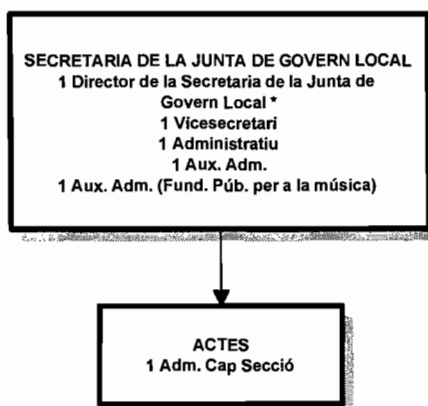 SECRETARIA DE LA JUNTA DE GOVERN LOCAL
1 Director de la Secretaria de la Junta de
Govern Local *
1 Vicesecretari
1 Administratiu
1 Aux. Adm.
1 Aux. Adm. (Fund. Púb. per a la música)
ACTES
1 Adm. Cap Secció